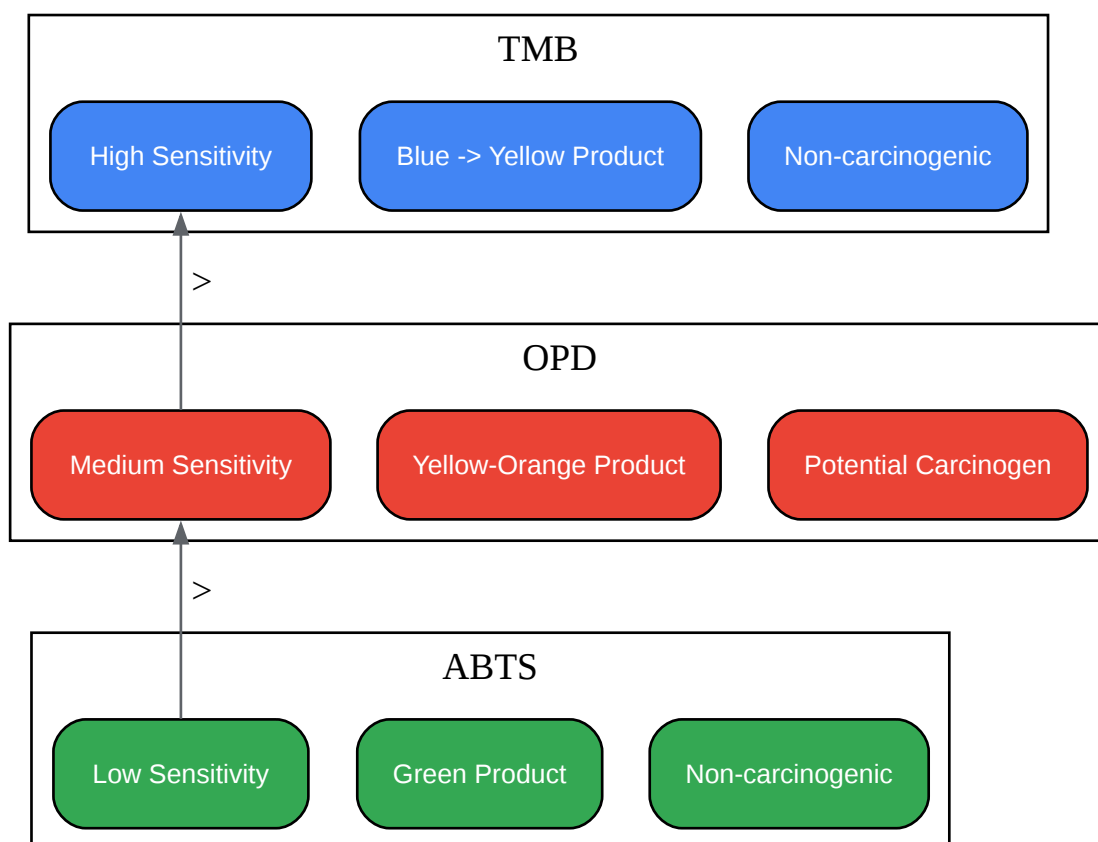 TMB
High Sensitivity
Blue -> Yellow Product
Non-carcinogenic
>
OPD
Medium Sensitivity
Yellow-Orange Product
Potential Carcinogen
>
ABTS
Low Sensitivity
Green Product
Non-carcinogenic